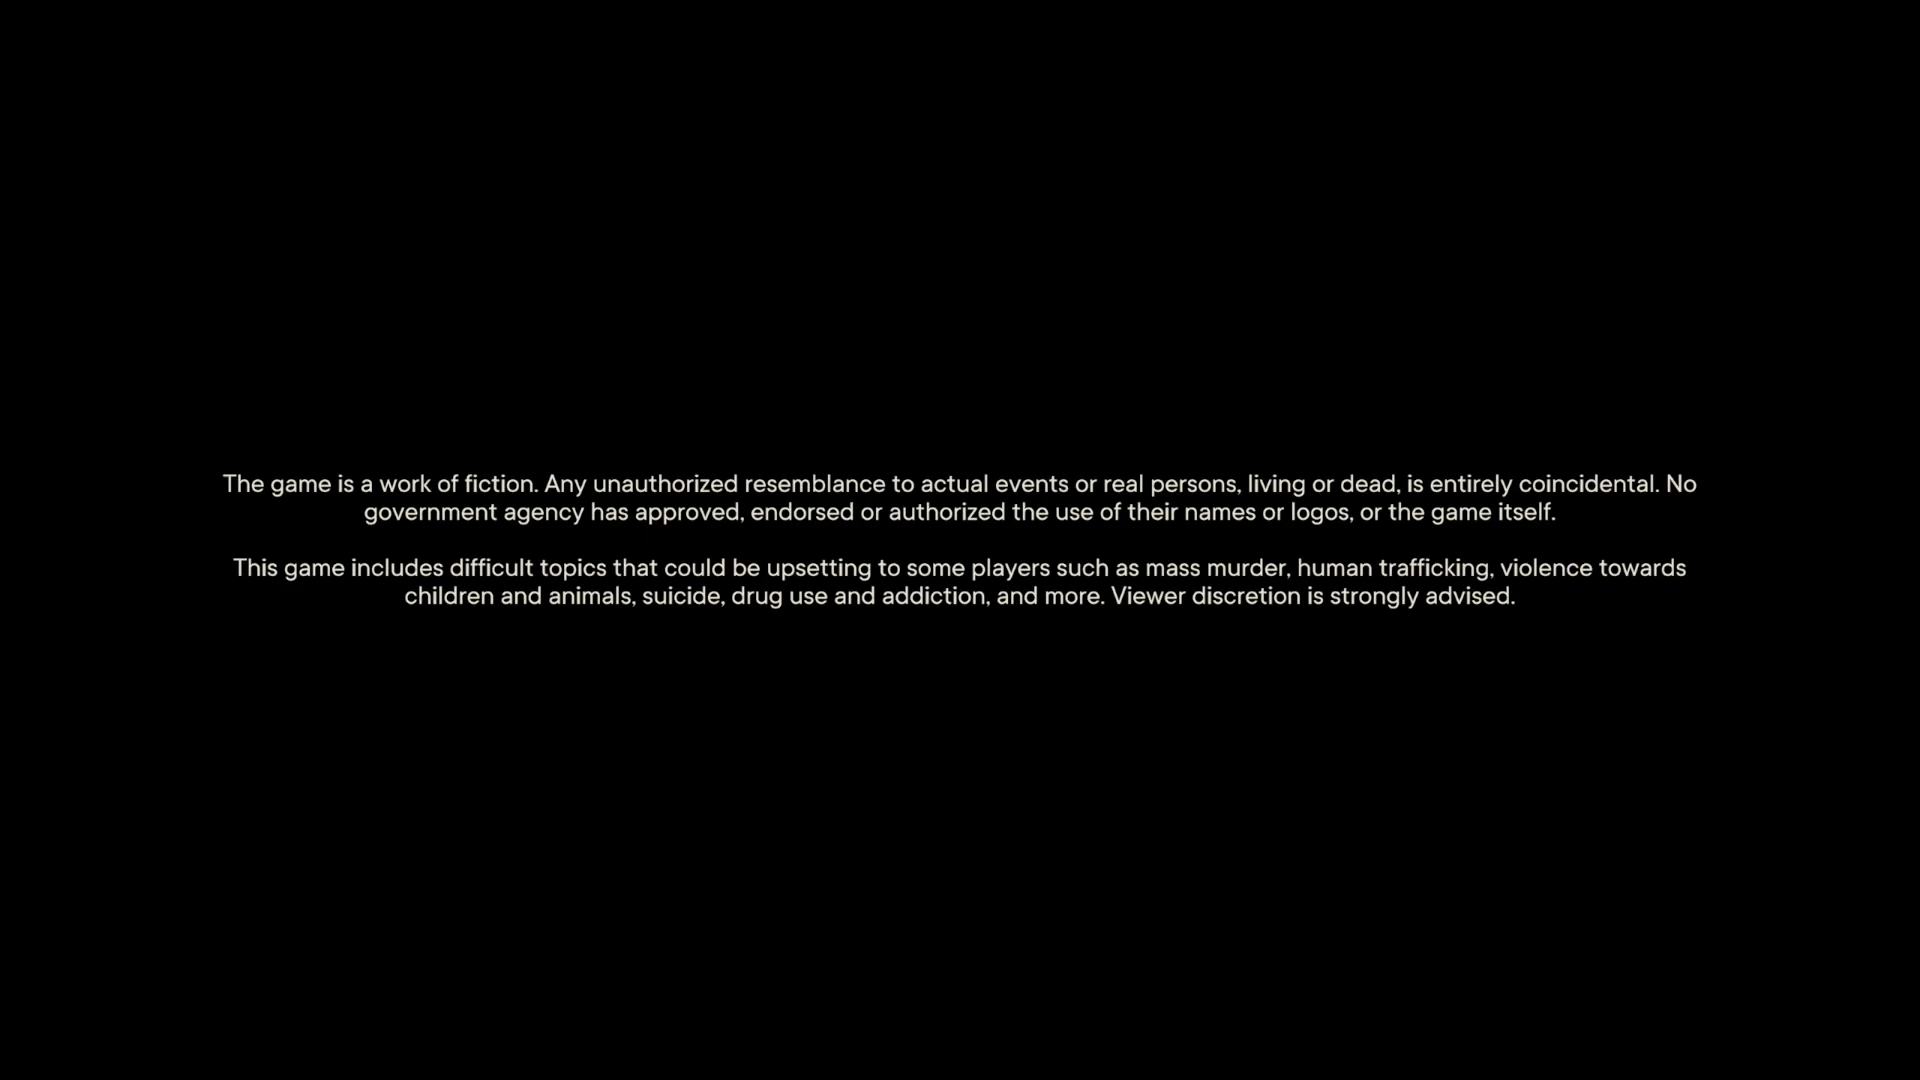 The game is a work of fiction. Any unauthorized resemblance to actual events or real persons, living or dead, is entirely coincidental. No
government agency has approved, endorsed or authorized the use of their names or logos, or the game itself.
This game includes difficult topics that could be upsetting to some players such as mass murder, human trafficking, violence towards
children and animals, suicide, drug use and addiction, and more. Viewer discretion is strongly advised.